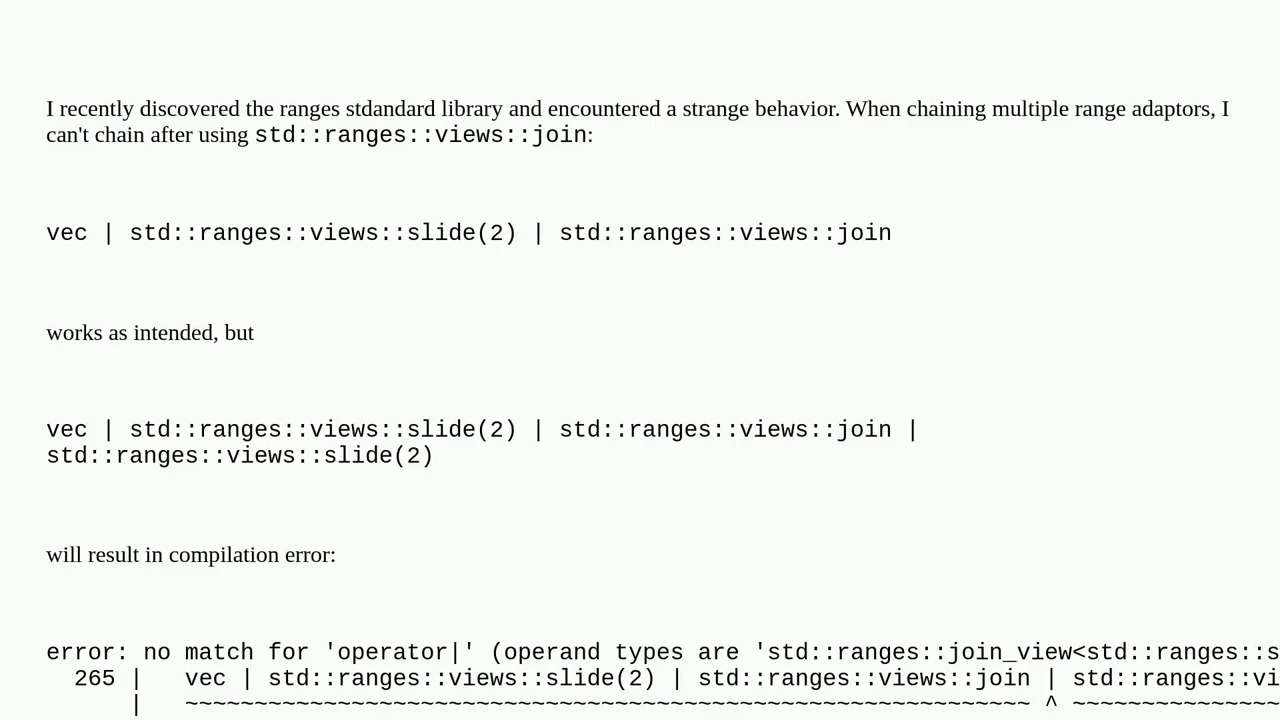 I recently discovered the ranges stdandard library and encountered a strange behavior. When chaining multiple range adaptors, I
can't chain after using std::ranges::views::join:
vec | std::ranges::views::slide(2) | std::ranges::views::join
works as intended, but
vec | std::ranges::views::slide(2) | std::ranges::views::join |
std::ranges::views::slide(2)
will result in compilation error:
error: no match for 'operator|' (operand types are 'std::ranges::join_view<std::ranges::s
  265 |   vec | std::ranges::views::slide(2) | std::ranges::views::join | std::ranges::vi
      |   ~~~~~~~~~~~~~~~~~~~~~~~~~~~~~~~~~~~~~~~~~~~~~~~~~~~~~~~~~~~~~ ^ ~~~~~~~~~~~~~~~